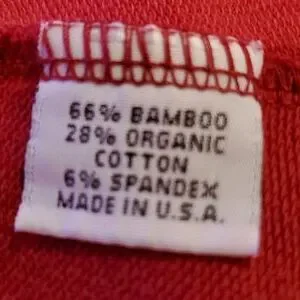 66% BAMBOO
28% ORGANIC
COTTON
6% SPANDEX
MADE IN U.S.A.